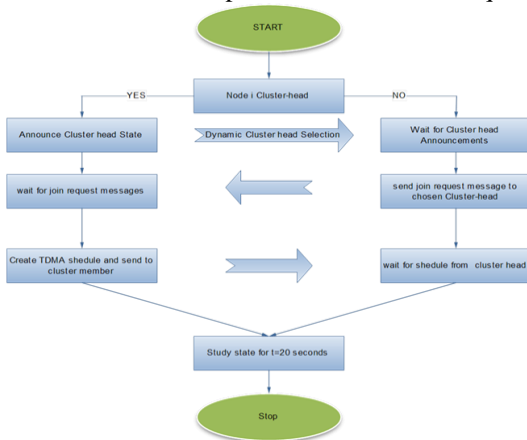 START
Node i Cluster-head
YES
NO
Announce Cluster head State
Dynamic Cluster head Selection
Wait for Cluster head
Announcements
wait for join request messages
send join request message to
chosen Cluster-head
Create TDMA shedule and send to
cluster member
wait for shedule from cluster head
Study state for t=20 seconds
Stop